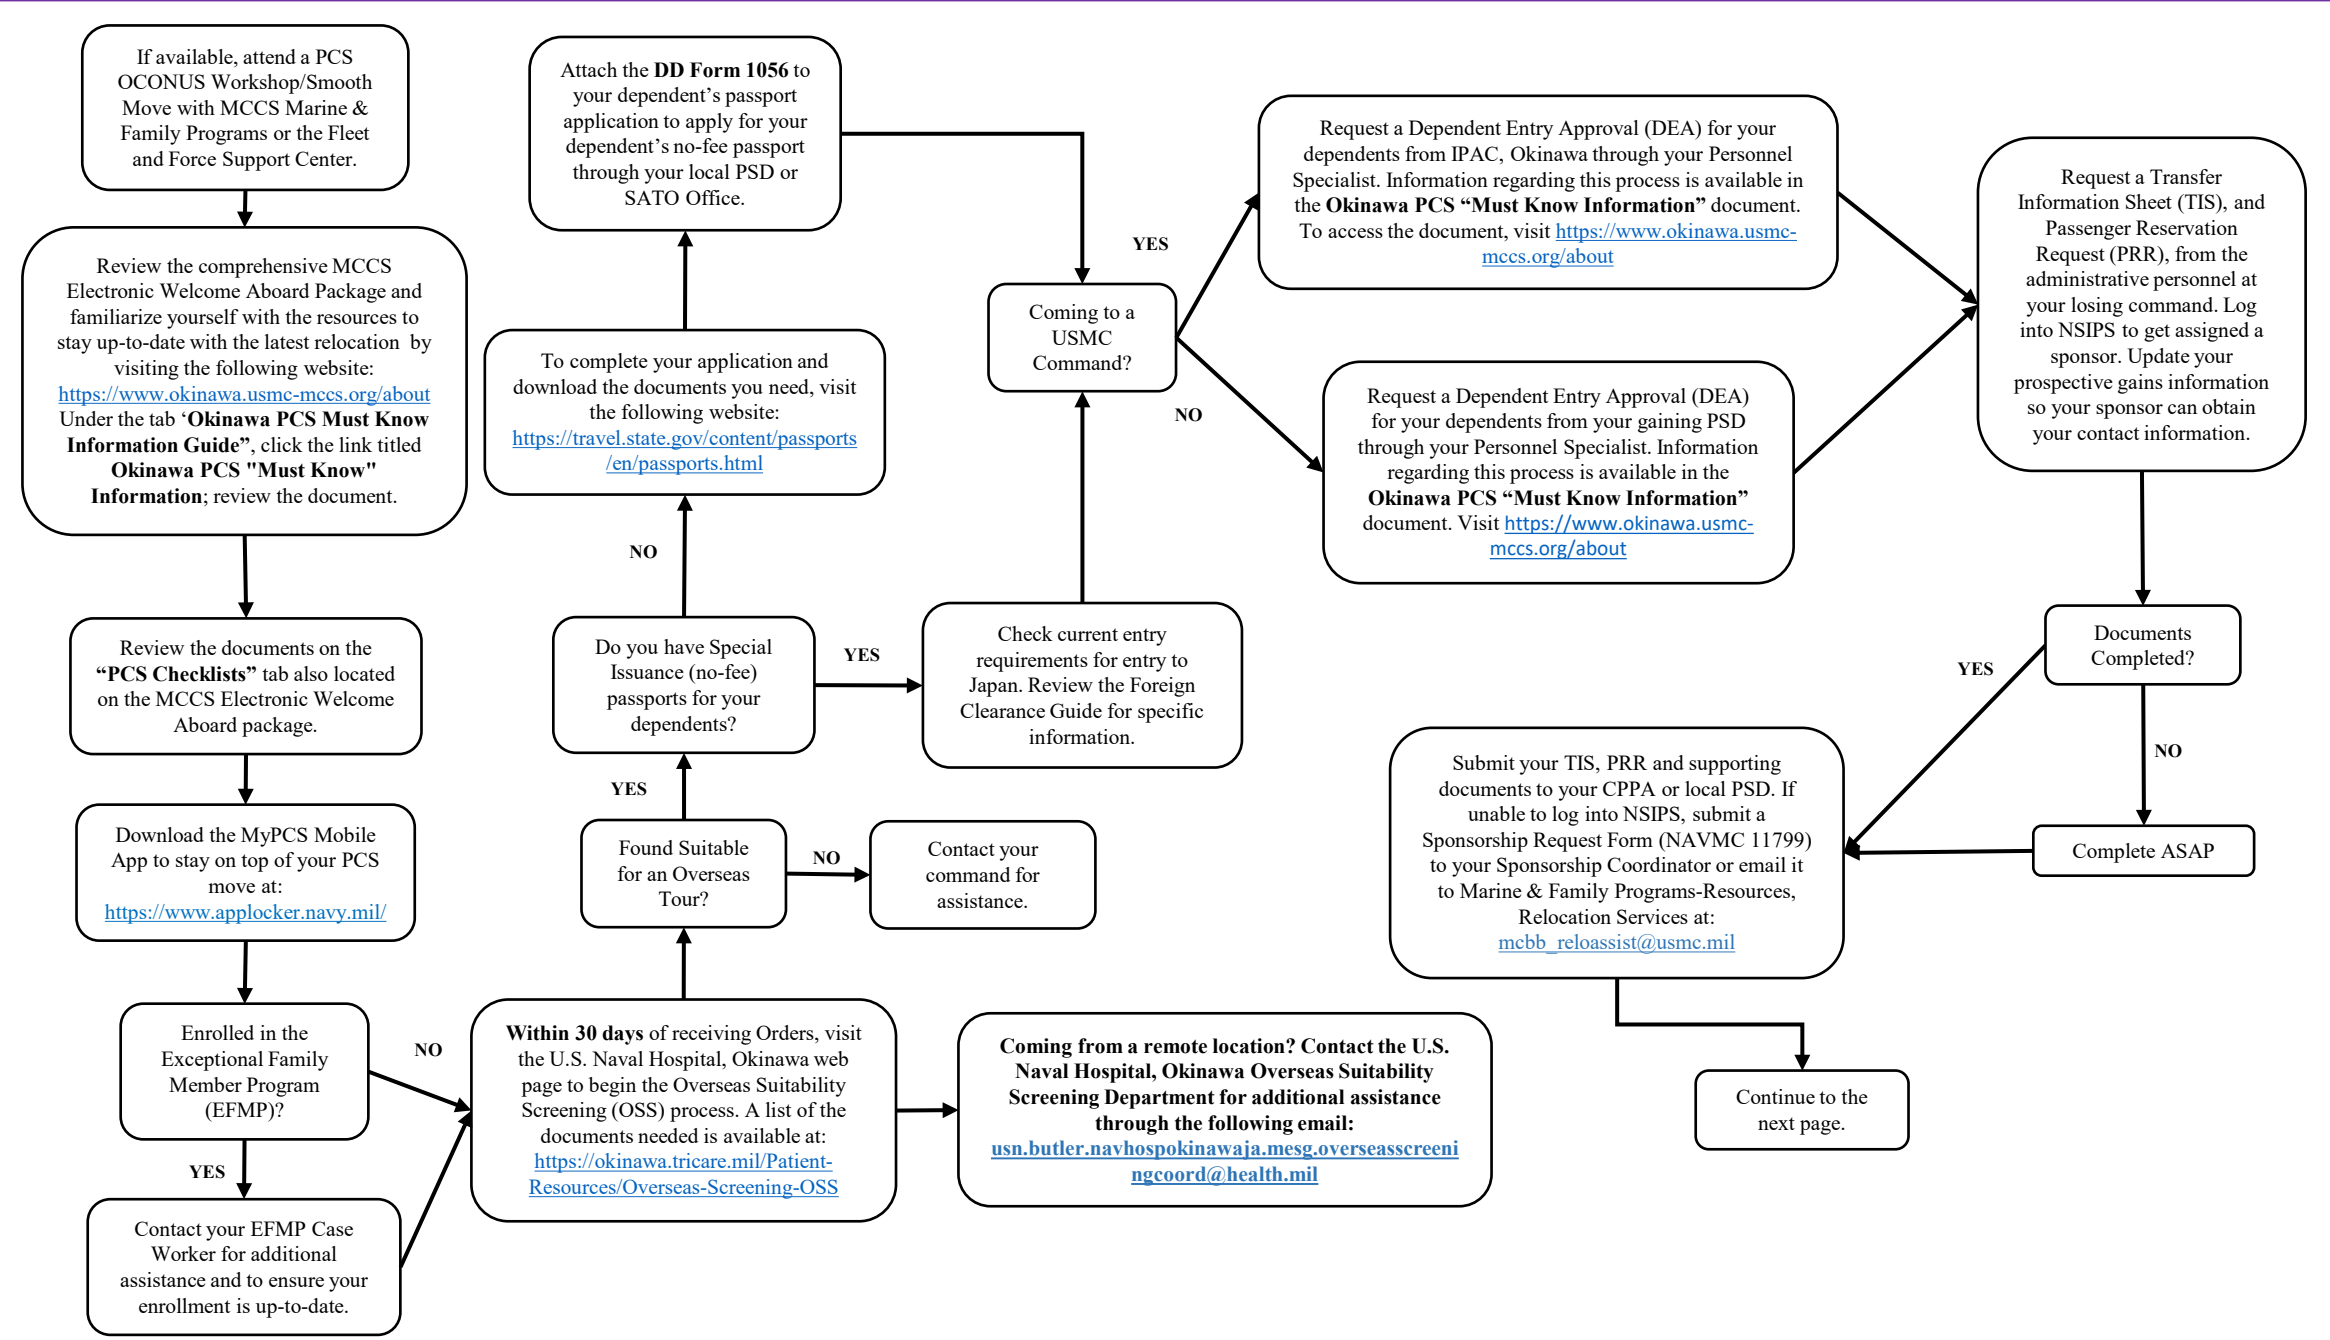 If available, attend a PCS
OCONUS Workshop/Smooth
Move with MCCS Marine &
Family Programs or the Fleet
and Force Support Center.
Review the comprehensive MCCS
Electronic Welcome Aboard Package and
familiarize yourself with the resources to
stay up-to-date with the latest relocation by
visiting the following website:
https://www.okinawa.usmc-mccs.org/about
Under the tab ‘Okinawa PCS Must Know
Information Guide”, click the link titled
Okinawa PCS "Must Know"
Information; review the document.
Review the documents on the
“PCS Checklists” tab also located
on the MCCS Electronic Welcome
Aboard package.
Download the MyPCS Mobile
App to stay on top of your PCS
move at:
https://www.applocker.navy.mil/
Enrolled in the
Exceptional Family
Member Program
(EFMP)?
NO
YES
Contact your EFMP Case
Worker for additional
assistance and to ensure your
enrollment is up-to-date.
Within 30 days of receiving Orders, visit
the U.S. Naval Hospital, Okinawa web
page to begin the Overseas Suitability
Screening (OSS) process. A list of the
documents needed is available at:
https://okinawa.tricare.mil/Patient-
Resources/Overseas-Screening-OSS
Coming from a remote location? Contact the U.S.
Naval Hospital, Okinawa Overseas Suitability
Screening Department for additional assistance
through the following email:
usn.butler.navhospokinawaja.mesg.overseasscreeni
ngcoord@health.mil
Found Suitable
for an Overseas
Tour?
NO
Contact your
command for
assistance.
YES
Do you have Special
Issuance (no-fee)
passports for your
dependents?
YES
Check current entry
requirements for entry to
Japan. Review the Foreign
Clearance Guide for specific
information.
NO
To complete your application and
download the documents you need, visit
the following website:
https://travel.state.gov/content/passports
/en/passports.html
Attach the DD Form 1056 to
your dependent’s passport
application to apply for your
dependent’s no-fee passport
through your local PSD or
SATO Office.
Coming to a
USMC
Command?
YES
Request a Dependent Entry Approval (DEA) for your
dependents from IPAC, Okinawa through your Personnel
Specialist. Information regarding this process is available in
the Okinawa PCS “Must Know Information” document.
To access the document, visit https://www.okinawa.usmc-
mccs.org/about
NO
Request a Dependent Entry Approval (DEA)
for your dependents from your gaining PSD
through your Personnel Specialist. Information
regarding this process is available in the
Okinawa PCS “Must Know Information”
document. Visit https://www.okinawa.usmc-
mccs.org/about
Request a Transfer
Information Sheet (TIS), and
Passenger Reservation
Request (PRR), from the
administrative personnel at
your losing command. Log
into NSIPS to get assigned a
sponsor. Update your
prospective gains information
so your sponsor can obtain
your contact information.
Documents
Completed?
YES
NO
Complete ASAP
Submit your TIS, PRR and supporting
documents to your CPPA or local PSD. If
unable to log into NSIPS, submit a
Sponsorship Request Form (NAVMC 11799)
to your Sponsorship Coordinator or email it
to Marine & Family Programs-Resources,
Relocation Services at:
mcbb_reloassist@usmc.mil
Continue to the
next page.